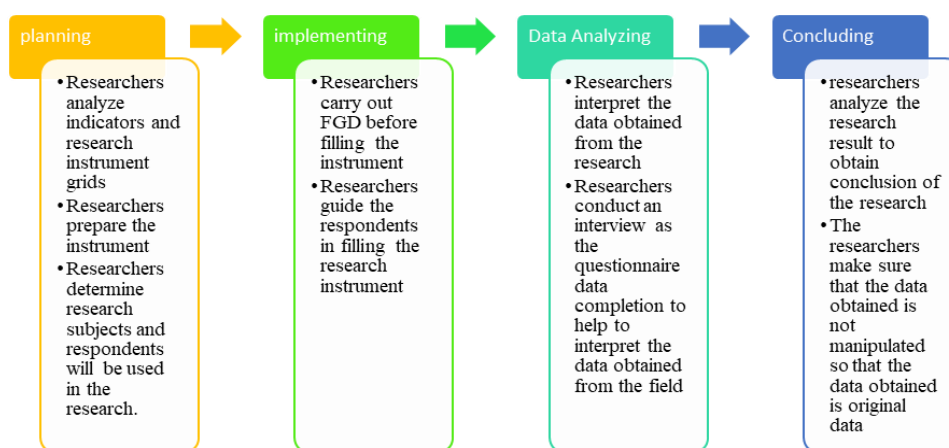 planning
• Researchers
analyze
indicators and
research
instrument
grids
• Researchers
prepare the
instrument
• Researchers
determine
research
subjects and
respondents
will be used
in the
research.
implementing
• Researchers
carry out
FGD before
filling the
instrument
• Researchers
guide the
respondents
in filling the
research
instrument
Data Analyzing
• Researchers
interpret the
data obtained
from the
research
• Researchers
conduct an
interview as
the
questionnaire
data
completion to
help to
interpret the
data obtained
from the field
Concluding
• researchers
analyze the
research
result to
obtain
conclusion of
the research
• The
researchers
make sure
that the data
obtained is
not
manipulated
so that the
data obtained
is original
data